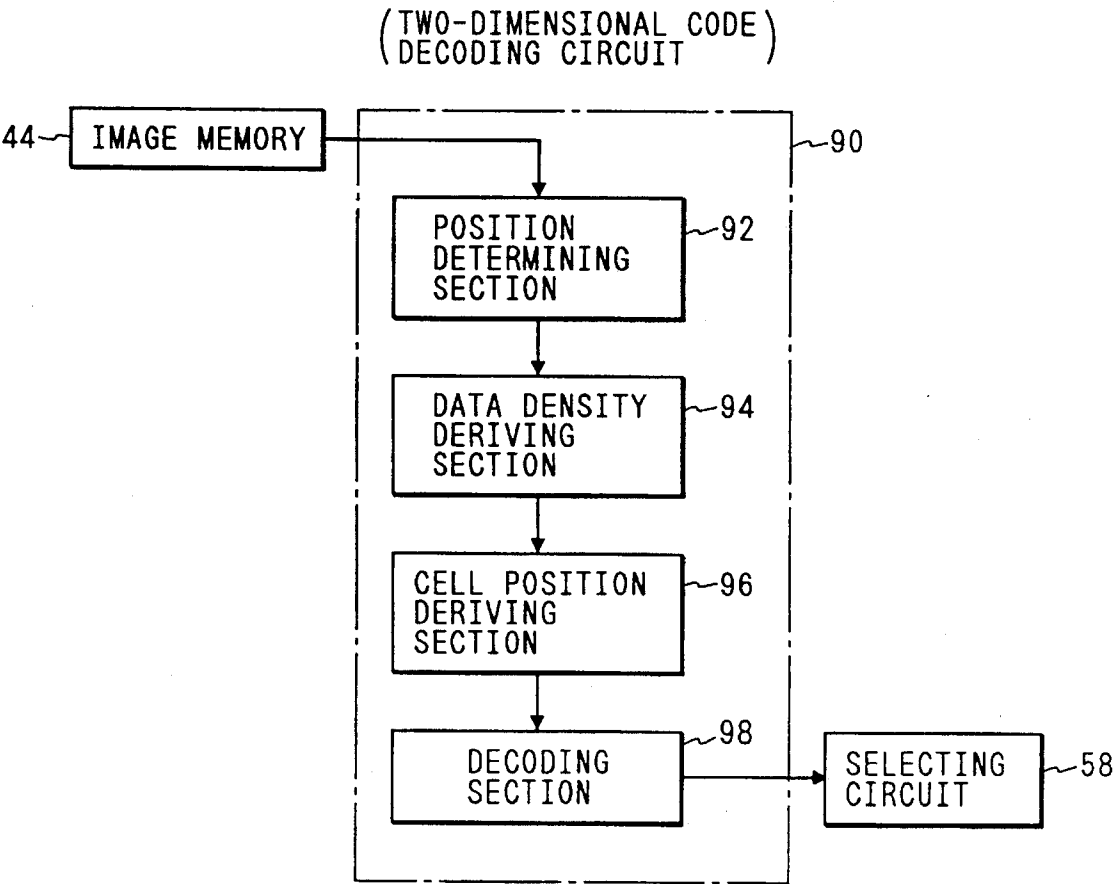 (TWO-DIMENSIONAL CODE
DECODING CIRCUIT)
44
IMAGE MEMORY
90
POSITION
DETERMINING
SECTION
92
DATA DENSITY
DERIVING
SECTION
94
CELL POSITION
DERIVING
SECTION
96
DECODING
SECTION
98
SELECTING
CIRCUIT
58